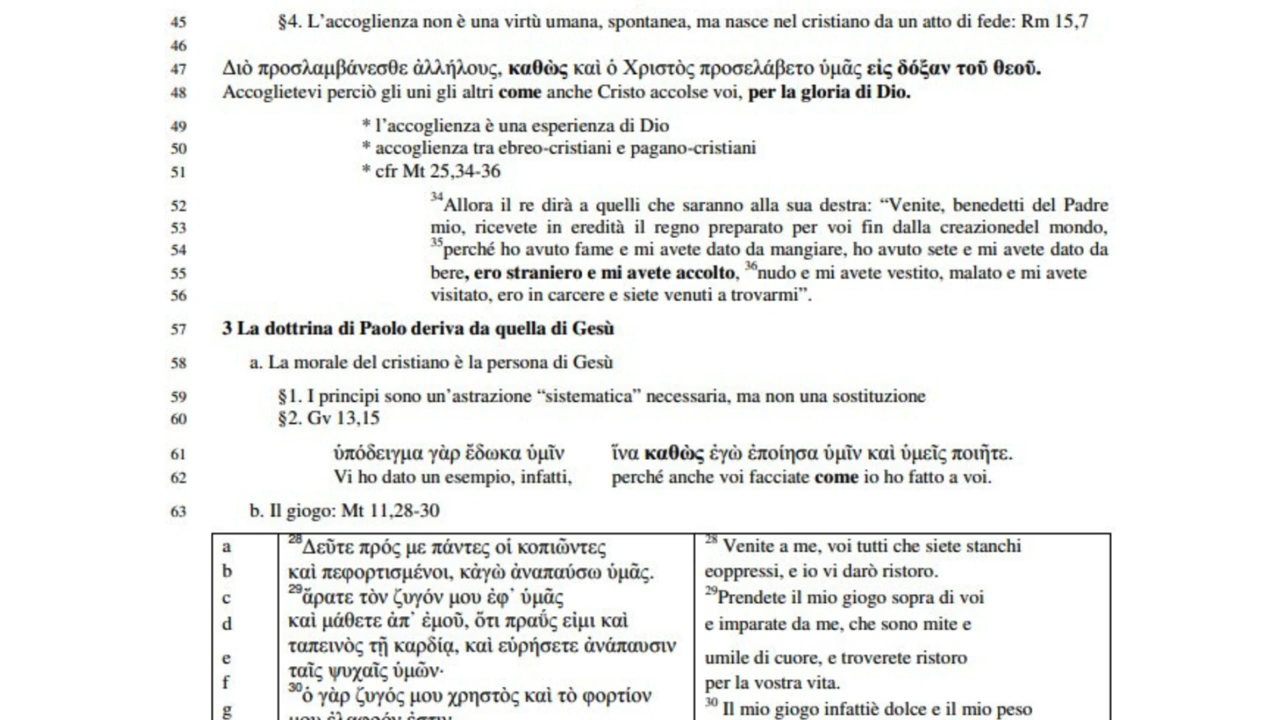 45 §4. L'accoglienza non è una virtù umana, spontanea, ma nasce nel cristiano da un atto di fede: Rm 15,7
46
47 Διὸ προσλαμβάνεσθε ἀλλήλους, καθὼς καὶ ὁ Χριστὸς προσελάβετο ὑμᾶς εἰς δόξαν τοῦ θεοῦ.
48 Accoglietevi perciò gli uni gli altri come anche Cristo accolse voi, per la gloria di Dio.
49 * l'accoglienza è una esperienza di Dio
50 * accoglienza tra ebreo-cristiani e pagano-cristiani
51 * cfr Mt 25,34-36
52 34Allora il re dirà a quelli che saranno alla sua destra: “Venite, benedetti del Padre
53 mio, ricevete in eredità il regno preparato per voi fin dalla creazionedel mondo,
54 35perché ho avuto fame e mi avete dato da mangiare, ho avuto sete e mi avete dato da
55 bere, ero straniero e mi avete accolto, 36nudo e mi avete vestito, malato e mi avete
56 visitato, ero in carcere e siete venuti a trovarmi”.
57 3 La dottrina di Paolo deriva da quella di Gesù
58 a. La morale del cristiano è la persona di Gesù
59 §1. I principi sono un'astrazione “sistematica” necessaria, ma non una sostituzione
60 §2. Gv 13,15
61 ὑπόδειγμα γὰρ ἔδωκα ὑμῖν ἵνα καθὼς ἐγὼ ἐποίησα ὑμῖν καὶ ὑμεῖς ποιῆτε.
62 Vi ho dato un esempio, infatti, perché anche voi facciate come io ho fatto a voi.
63 b. Il giogo: Mt 11,28-30
a 28Δεῦτε πρός με πάντες οἱ κοπιῶντες 28 Venite a me, voi tutti che siete stanchi
b καὶ πεφορτισμένοι, κἀγὼ ἀναπαύσω ὑμᾶς. eoppressi, e io vi darò ristoro.
c 29ἄρατε τὸν ζυγόν μου ἐφ᾽ ὑμᾶς 29Prendete il mio giogo sopra di voi
d καὶ μάθετε ἀπ᾽ ἐμοῦ, ὅτι πραΰς εἰμι καὶ e imparate da me, che sono mite e
ταπεινὸς τῇ καρδίᾳ, καὶ εὑρήσετε ἀνάπαυσιν
e ταῖς ψυχαῖς ὑμῶν· umile di cuore, e troverete ristoro
f 30ὁ γὰρ ζυγός μου χρηστὸς καὶ τὸ φορτίον per la vostra vita.
g μου ἐλαφρόν ἐστιν 30 Il mio giogo infattiè dolce e il mio peso